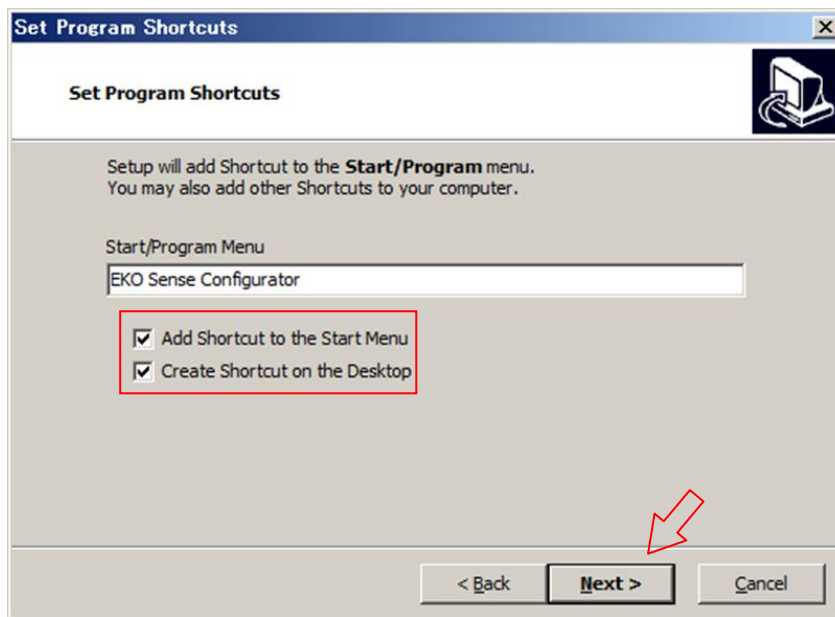 Set Program Shortcuts
Set Program Shortcuts
Setup will add Shortcut to the Start/Program menu.
You may also add other Shortcuts to your computer.
Start/Program Menu
EKO Sense Configurator
Add Shortcut to the Start Menu
Create Shortcut on the Desktop
< Back
Next >
Cancel